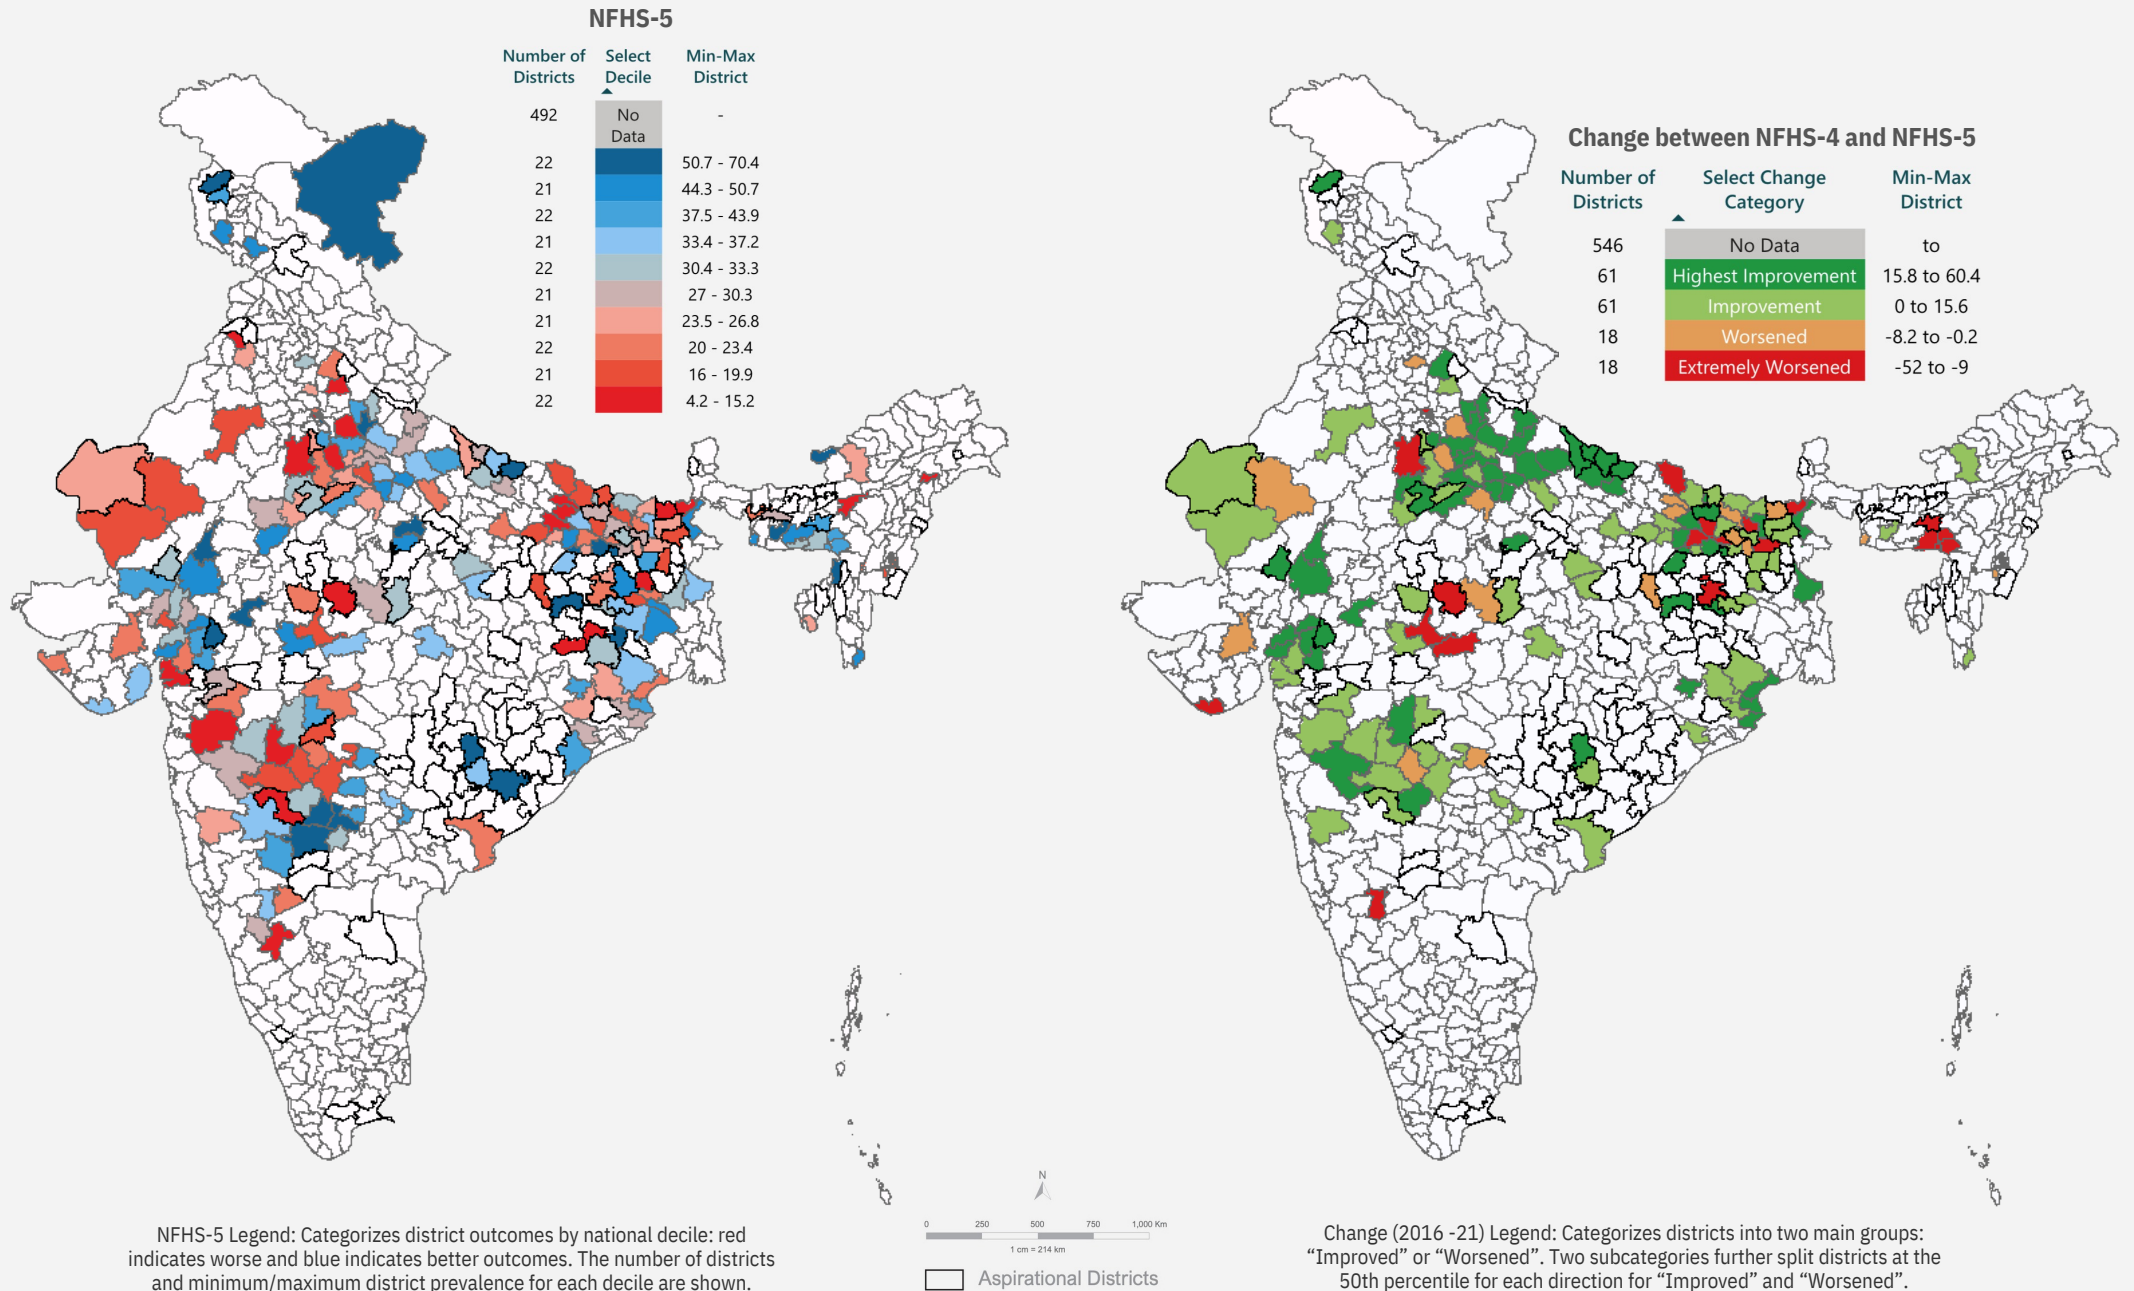 NFHS-5
Number of Districts Select Decile Min-Max District
492 No Data -
22 50.7 - 70.4
21 44.3 - 50.7
22 37.5 - 43.9
21 33.4 - 37.2
22 30.4 - 33.3
21 27 - 30.3
21 23.5 - 26.8
22 20 - 23.4
21 16 - 19.9
22 4.2 - 15.2
Change between NFHS-4 and NFHS-5
Number of Districts Select Change Category Min-Max District
546 No Data to
61 Highest Improvement 15.8 to 60.4
61 Improvement 0 to 15.6
18 Worsened -8.2 to -0.2
18 Extremely Worsened -52 to -9
N
0 250 500 750 1,000 Km
1 cm = 214 km
Aspirational Districts
NFHS-5 Legend: Categorizes district outcomes by national decile: red
indicates worse and blue indicates better outcomes. The number of districts
and minimum/maximum district prevalence for each decile are shown.
Change (2016 -21) Legend: Categorizes districts into two main groups:
“Improved” or “Worsened”. Two subcategories further split districts at the
50th percentile for each direction for “Improved” and “Worsened”.